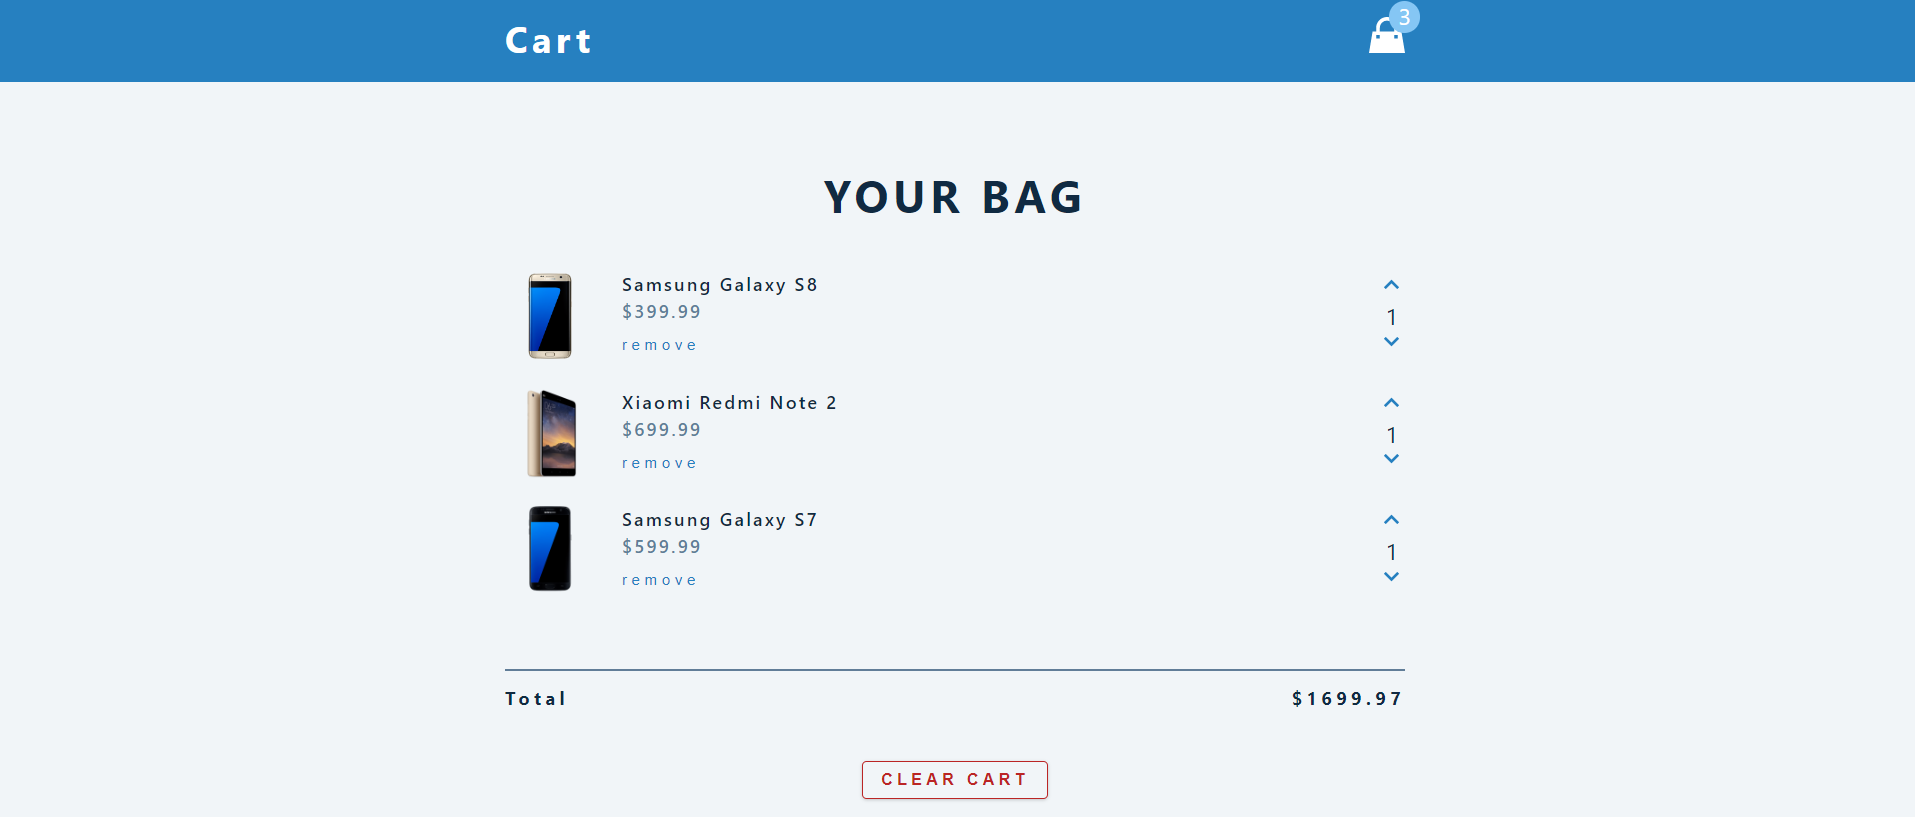 Cart
3
YOUR BAG
Samsung Galaxy S8
$399.99
remove
1
Xiaomi Redmi Note 2
$699.99
remove
1
Samsung Galaxy S7
$599.99
remove
1
Total
$1699.97
CLEAR CART